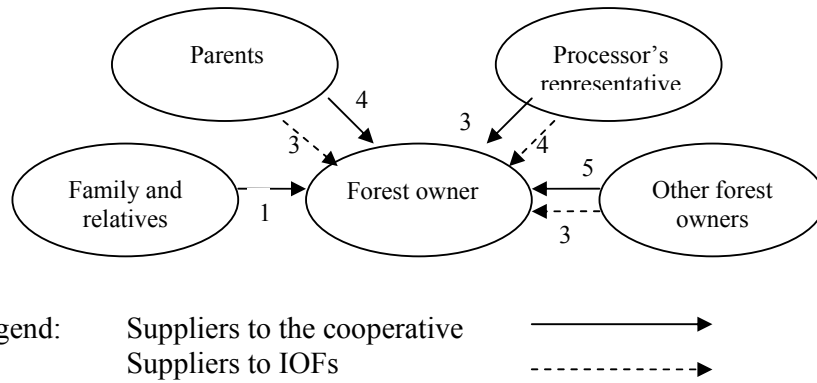 Parents
Processor's
representative
4
3
3
4
Family and
relatives
1
Forest owner
5
3
Other forest
owners
gend:
Suppliers to the cooperative
Suppliers to IOFs